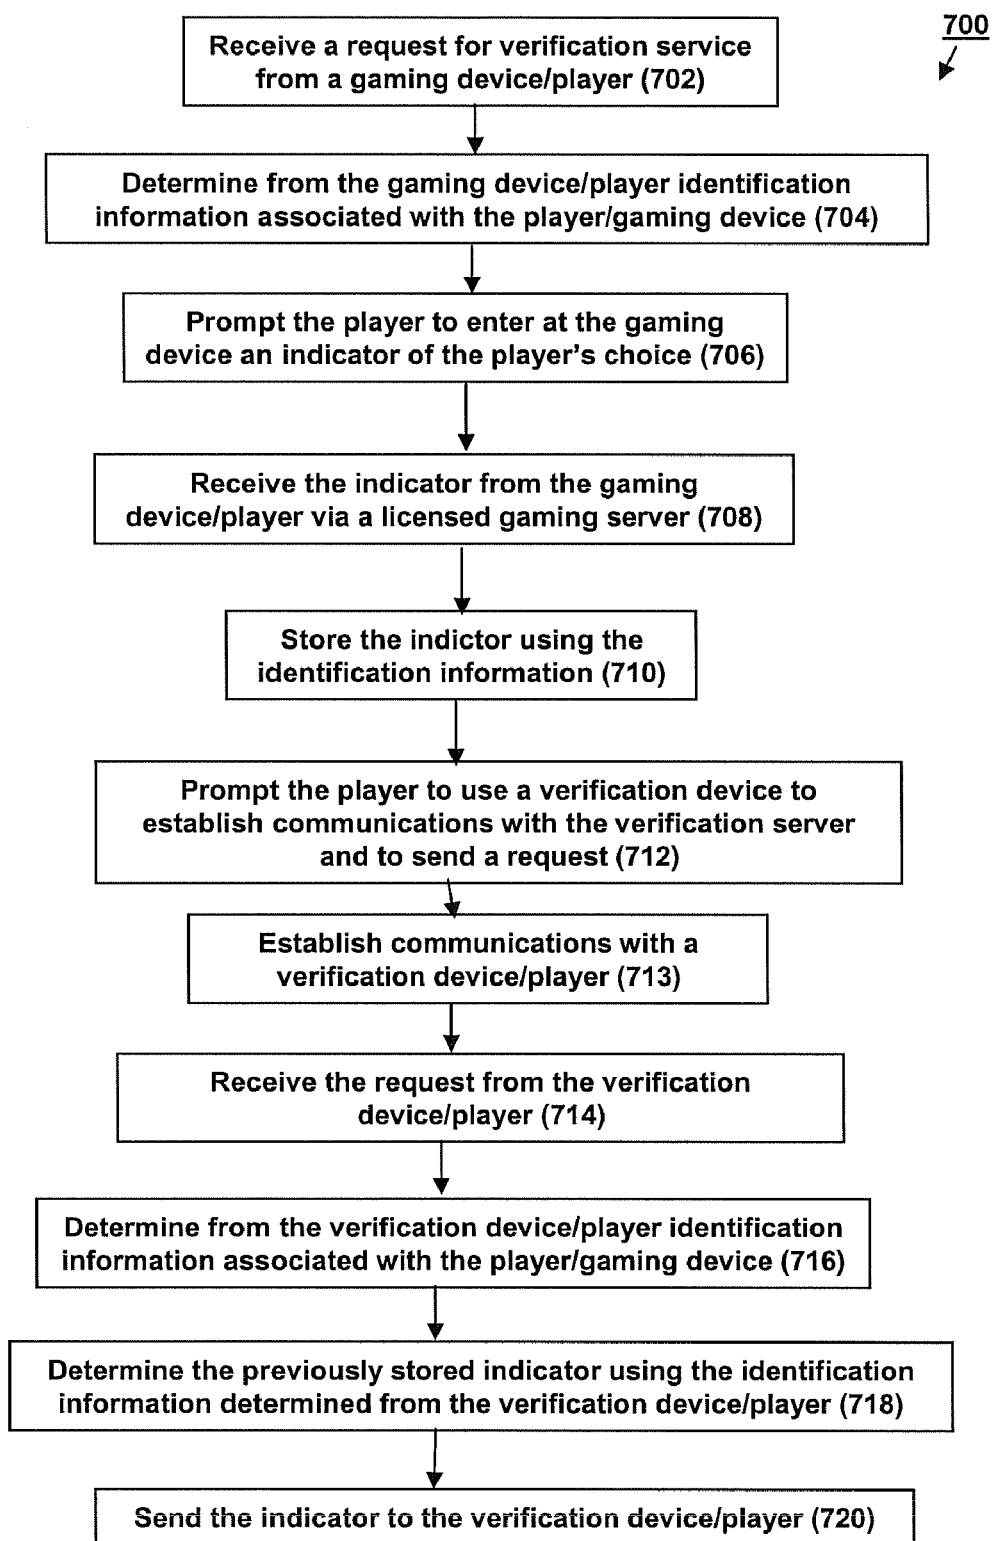 700
Receive a request for verification service
from a gaming device/player (702)
Determine from the gaming device/player identification
information associated with the player/gaming device (704)
Prompt the player to enter at the gaming
device an indicator of the player's choice (706)
Receive the indicator from the gaming
device/player via a licensed gaming server (708)
Store the indictor using the
identification information (710)
Prompt the player to use a verification device to
establish communications with the verification server
and to send a request (712)
Establish communications with a
verification device/player (713)
Receive the request from the verification
device/player (714)
Determine from the verification device/player identification
information associated with the player/gaming device (716)
Determine the previously stored indicator using the identification
information determined from the verification device/player (718)
Send the indicator to the verification device/player (720)